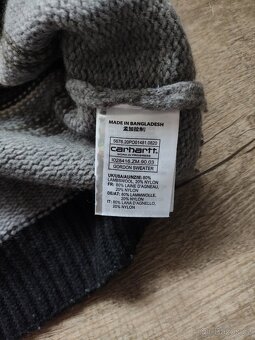 MADE IN BANGLADESH
孟加拉制
carhartt
GORDON SWEATER
UK/USA/AU/NZ/IE: 80%
LAMBSWOOL, 20% NYLON
FR: 80% LAINE D'AGNEAU,
20% NYLON
DE/AT: 80% LAMMWOLLE,
20% NYLON
IT: 80% LANA D'AGNELLO,
20% NYLON